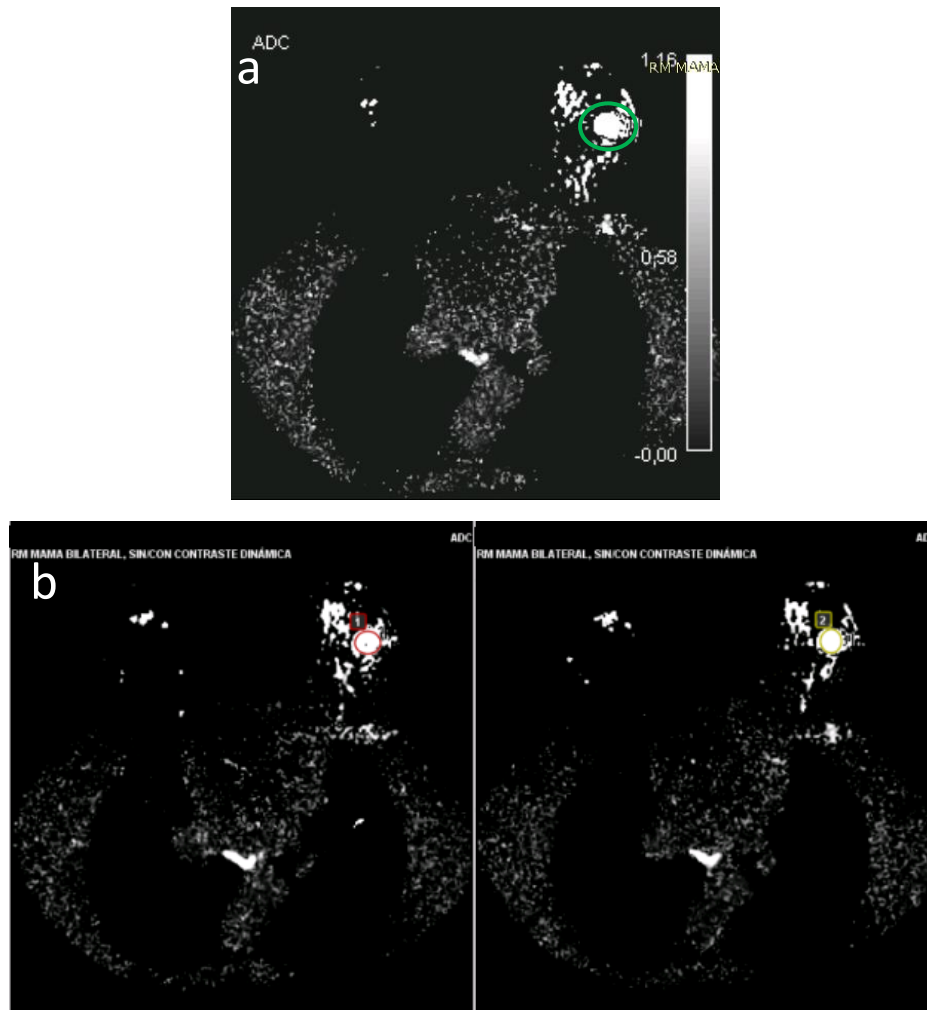 ADC
a
1,16
RM MAMA
0,58
-0,00
ADC
RM MAMA BILATERAL, SIN/CON CONTRASTE DINÁMICA
b
1
AD
RM MAMA BILATERAL, SIN/CON CONTRASTE DINÁMICA
2